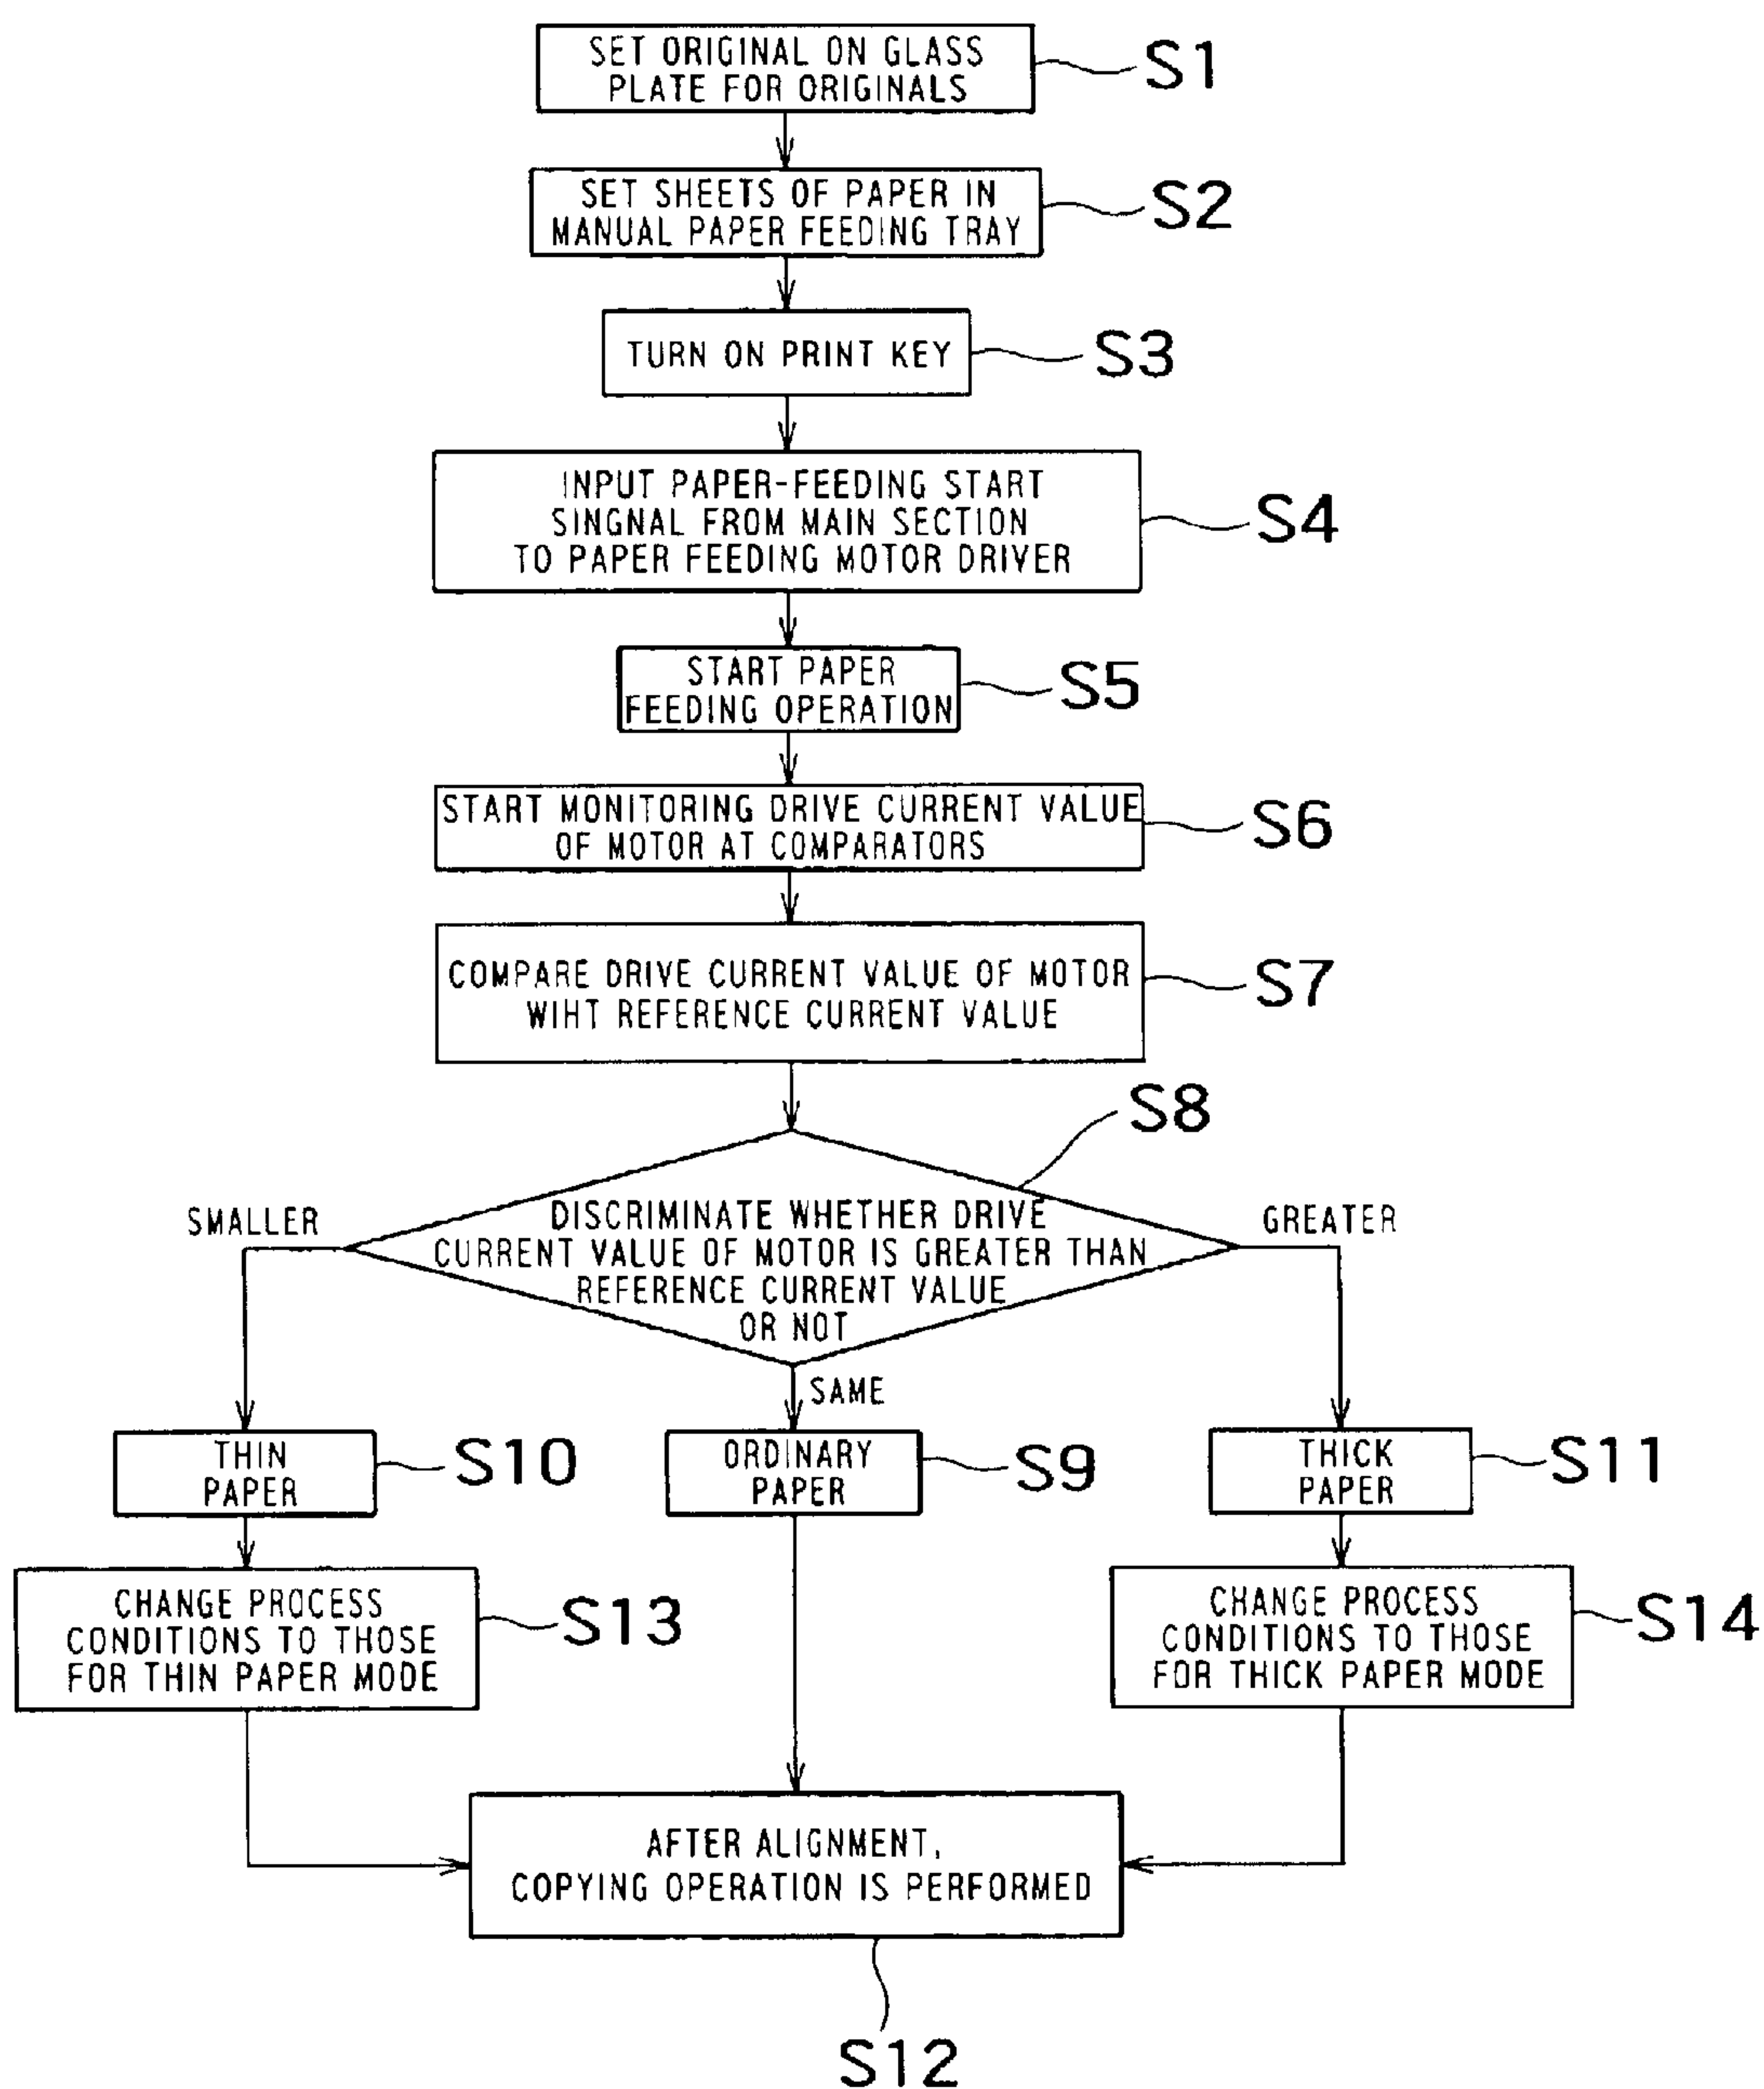 SET ORIGINAL ON GLASS
PLATE FOR ORIGINALS
S1
SET SHEETS OF PAPER IN
MANUAL PAPER FEEDING TRAY
S2
TURN ON PRINT KEY
S3
INPUT PAPER-FEEDING START
SINGNAL FROM MAIN SECTION
TO PAPER FEEDING MOTOR DRIVER
S4
START PAPER
FEEDING OPERATION
S5
START MONITORING DRIVE CURRENT VALUE
OF MOTOR AT COMPARATORS
S6
COMPARE DRIVE CURRENT VALUE OF MOTOR
WIHT REFERENCE CURRENT VALUE
S7
S8
DISCRIMINATE WHETHER DRIVE
CURRENT VALUE OF MOTOR IS GREATER THAN
REFERENCE CURRENT VALUE
OR NOT
SMALLER
SAME
GREATER
THIN
PAPER
S10
ORDINARY
PAPER
S9
THICK
PAPER
S11
CHANGE PROCESS
CONDITIONS TO THOSE
FOR THIN PAPER MODE
S13
CHANGE PROCESS
CONDITIONS TO THOSE
FOR THICK PAPER MODE
S14
AFTER ALIGNMENT,
COPYING OPERATION IS PERFORMED
S12